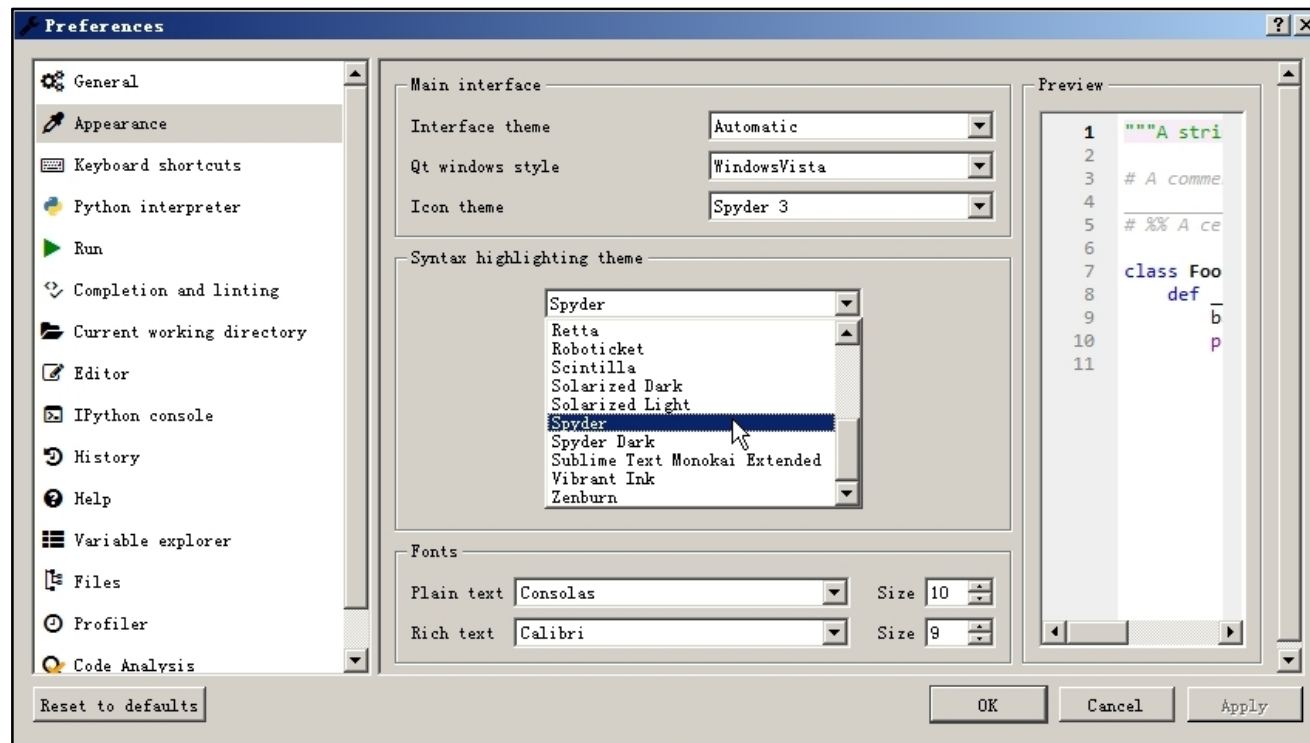 Preferences
General
Appearance
Keyboard shortcuts
Python interpreter
Run
Completion and linting
Current working directory
Editor
IPython console
History
Help
Variable explorer
Files
Profiler
Code Analysis
Main interface
Interface theme Automatic
Qt windows style WindowsVista
Icon theme Spyder 3
Syntax highlighting theme
Spyder
Retta
Roboticket
Scintilla
Solarized Dark
Solarized Light
Spyder
Spyder Dark
Sublime Text Monokai Extended
Vibrant Ink
Zenburn
Fonts
Plain text Consolas Size 10
Rich text Calibri Size 9
Preview
1 """A stri
2
3 # A comme
4
5 # %% A ce
6
7 class Foo
8 def _
9 b
10 p
11
Reset to defaults OK Cancel Apply